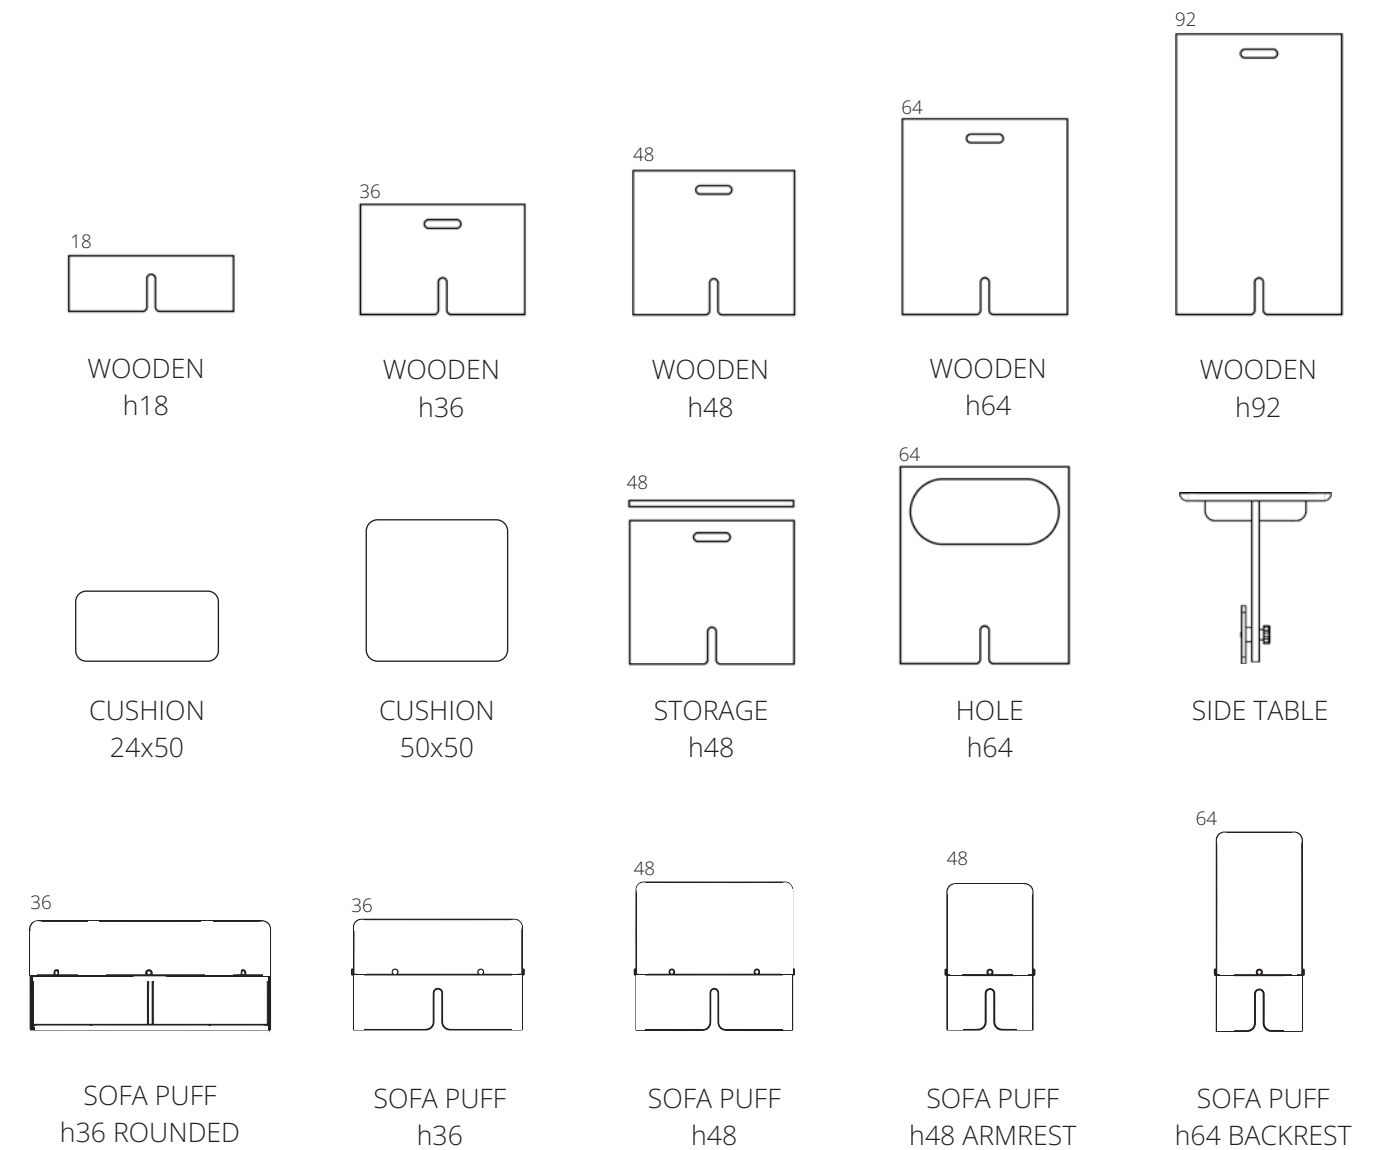 92
64
48
36
18
WOODEN
h18
WOODEN
h36
WOODEN
h48
WOODEN
h64
WOODEN
h92
48
64
CUSHION
24x50
CUSHION
50x50
STORAGE
h48
HOLE
h64
SIDE TABLE
36
36
48
48
64
SOFA PUFF
h36 ROUNDED
SOFA PUFF
h36
SOFA PUFF
h48
SOFA PUFF
h48 ARMREST
SOFA PUFF
h64 BACKREST